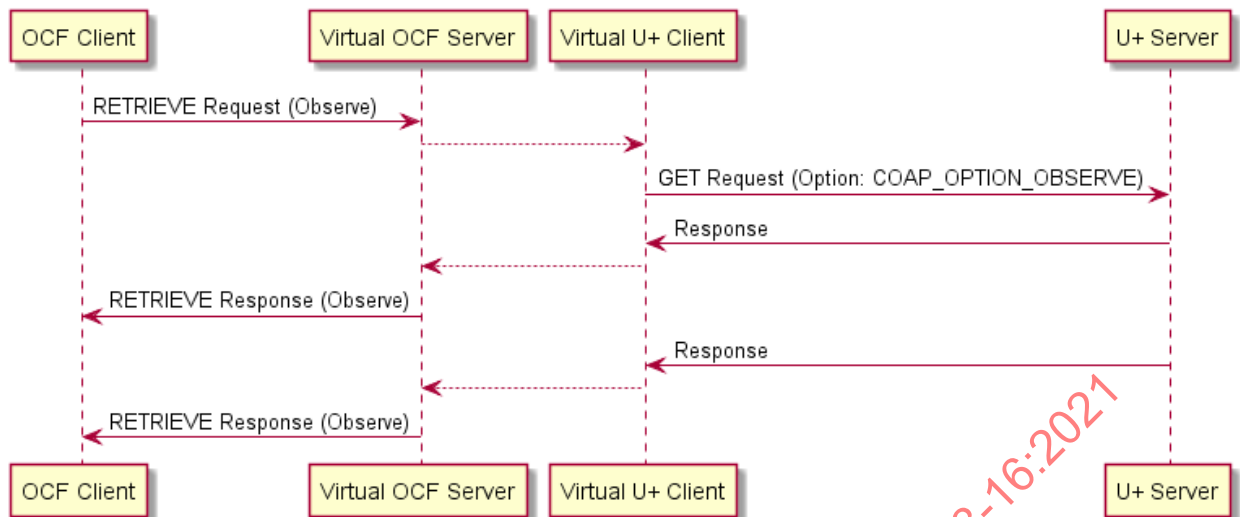 OCF Client
Virtual OCF Server
Virtual U+ Client
U+ Server
RETRIEVE Request (Observe)
GET Request (Option: COAP_OPTION_OBSERVE)
Response
RETRIEVE Response (Observe)
Response
RETRIEVE Response (Observe)
-16:2021
OCF Client
Virtual OCF Server
Virtual U+ Client
U+ Server